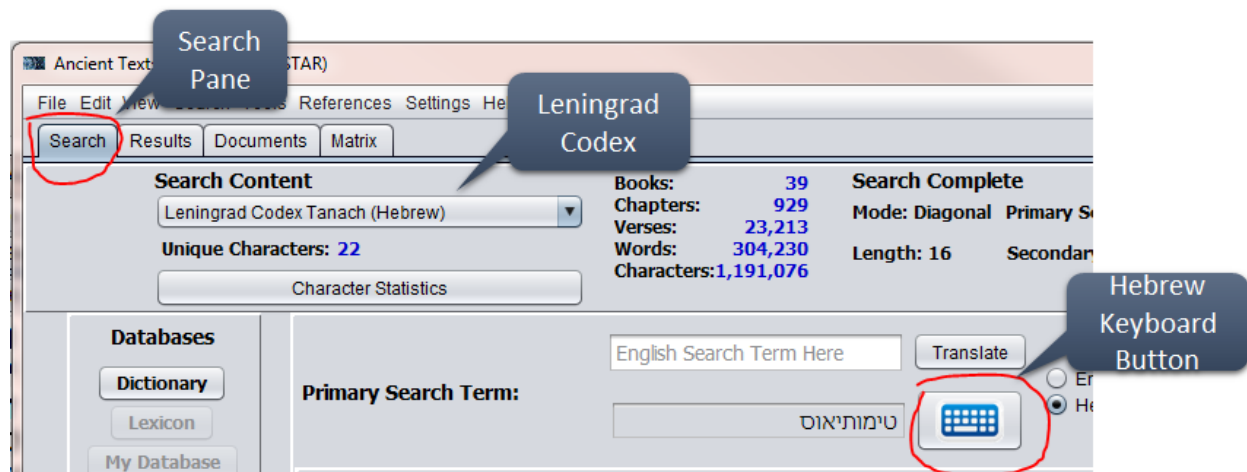 Search
Pane
Ancient Text
TAR)
File Edit References Settings
Leningrad
Codex
Search Results Documents Matrix
Search Content
Leningrad Codex Tanach (Hebrew)
Unique Characters: 22
Character Statistics
Books: 39
Chapters: 929
Verses: 23,213
Words: 304,230
Characters:1,191,076
Search Complete
Mode: Diagonal Primary
Length: 16
Hebrew
Keyboard
Button
Databases
Dictionary
Lexicon
My Database
Primary Search Term:
English Search Term Here
Translate
טימותיאוס